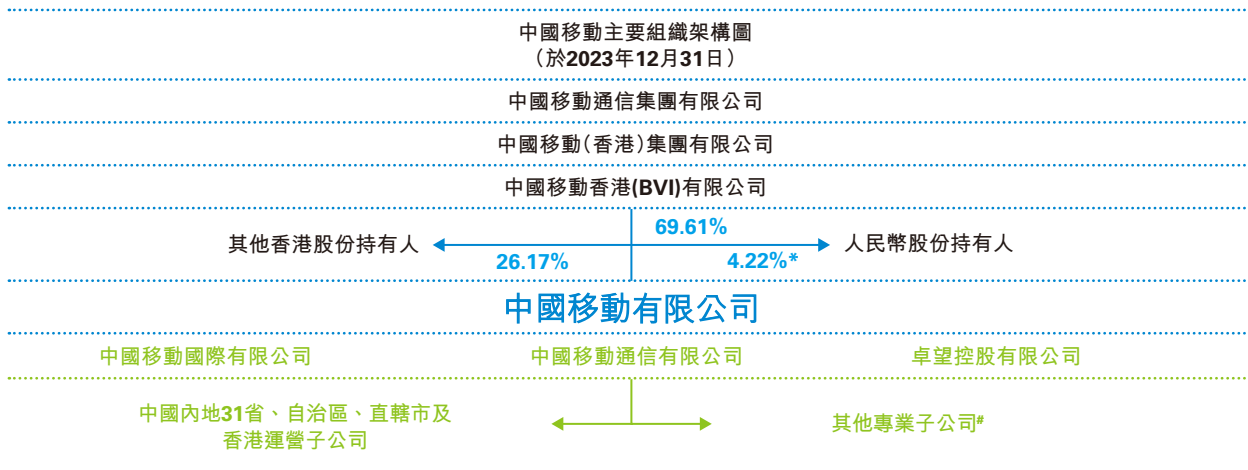 中國移動主要組織架構圖
（於2023年12月31日）
中國移動通信集團有限公司
中國移動（香港）集團有限公司
中國移動香港(BVI)有限公司
69.61%
其他香港股份持有人
人民幣股份持有人
26.17%
4.22%*
中國移動有限公司
中國移動國際有限公司
中國移動通信有限公司
卓望控股有限公司
中國內地31省、自治區、直轄市及
香港運營子公司
其他專業子公司#